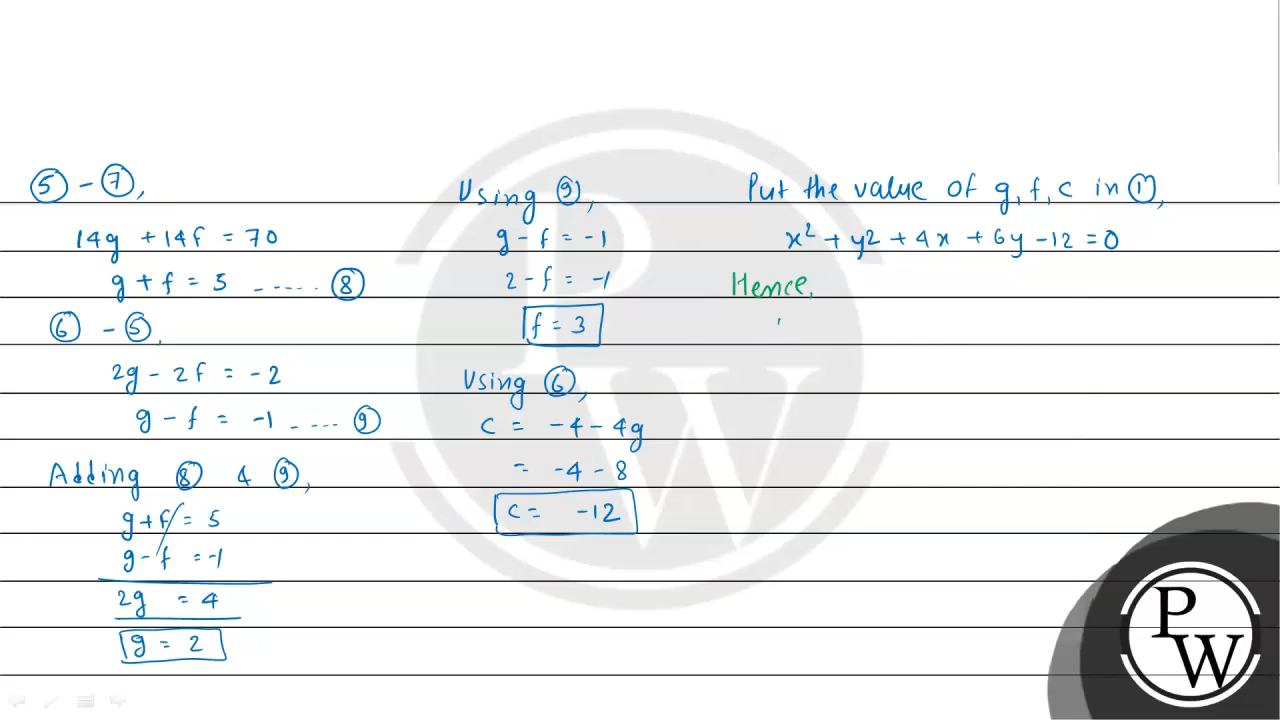 ⑤ - ⑦,
14g + 14f = 70
g + f = 5 ------ ⑧
⑥ - ⑤,
2g - 2f = -2
g - f = -1 ------ ⑨
Adding ⑧ & ⑨,
g + f = 5
g - f = -1
2g = 4
g = 2
Using ⑨,
g - f = -1
2 - f = -1
f = 3
Using ⑥,
c = -4 - 4g
= -4 - 8
c = -12
Put the value of g, f, c in ①,
x² + y² + 4x + 6y - 12 = 0
Hence,
PW
PW